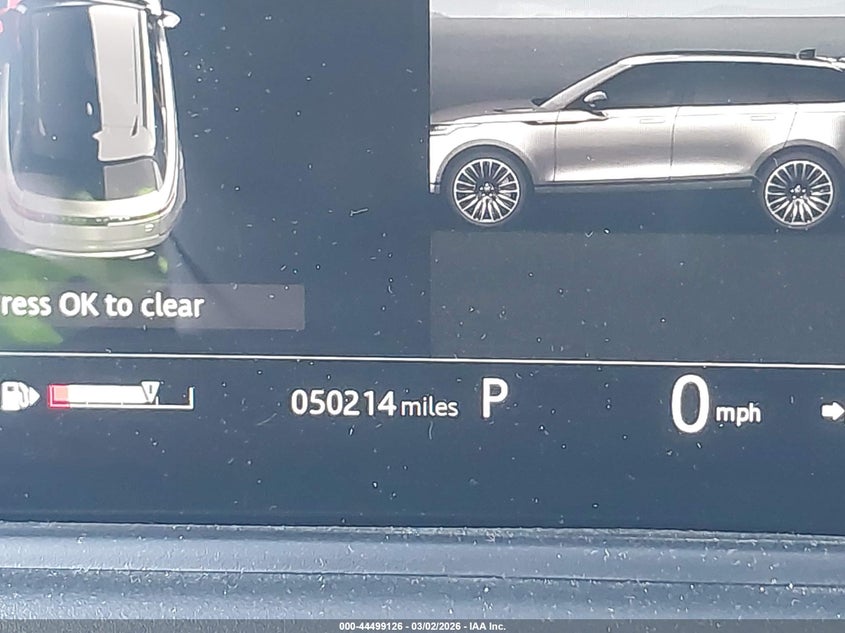 ress OK to clear
050214 miles P 0 mph
000-44499126 - 03/02/2026 - IAA Inc.